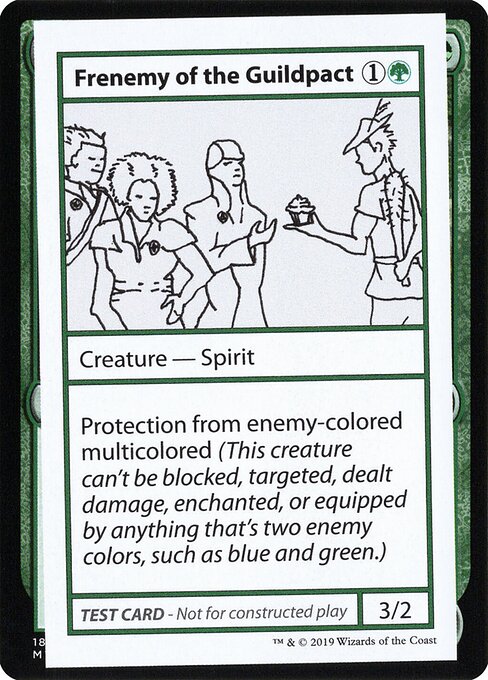 Frenemy of the Guildpact 1
Creature — Spirit
Protection from enemy-colored
multicolored (This creature
can't be blocked, targeted, dealt
damage, enchanted, or equipped
by anything that's two enemy
colors, such as blue and green.)
TEST CARD - Not for constructed play
3/2
18
M
™ & © 2019 Wizards of the Coast